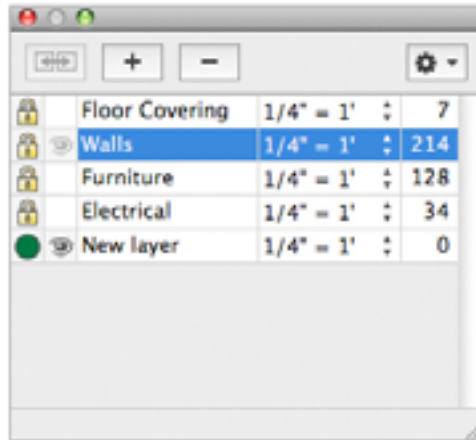 + −
Floor Covering 1/4" = 1' 7
Walls 1/4" = 1' 214
Furniture 1/4" = 1' 128
Electrical 1/4" = 1' 34
New layer 1/4" = 1' 0